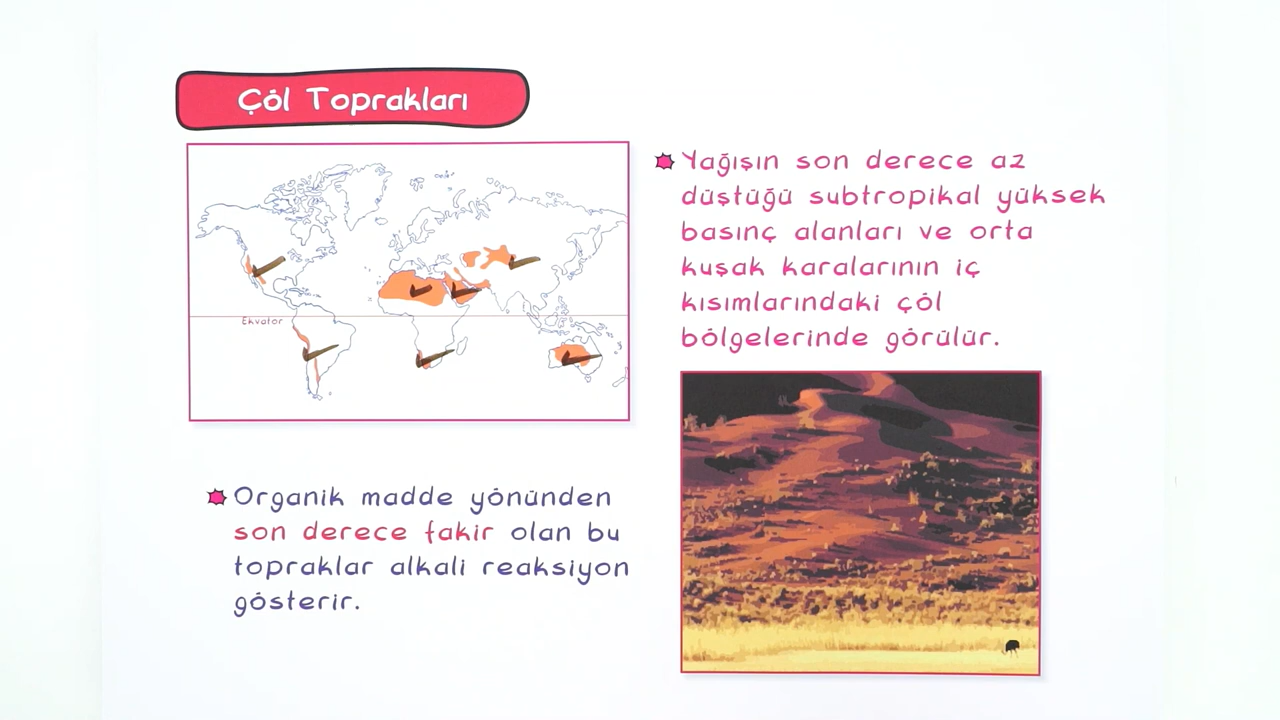 Çöl Toprakları
Ekvator
Yağışın son derece az
düştüğü subtropikal yüksek
basınç alanları ve orta
kuşak karalarının iç
kısımlarındaki çöl
bölgelerinde görülür.
Organik madde yönünden
son derece fakir olan bu
topraklar alkali reaksiyon
gösterir.